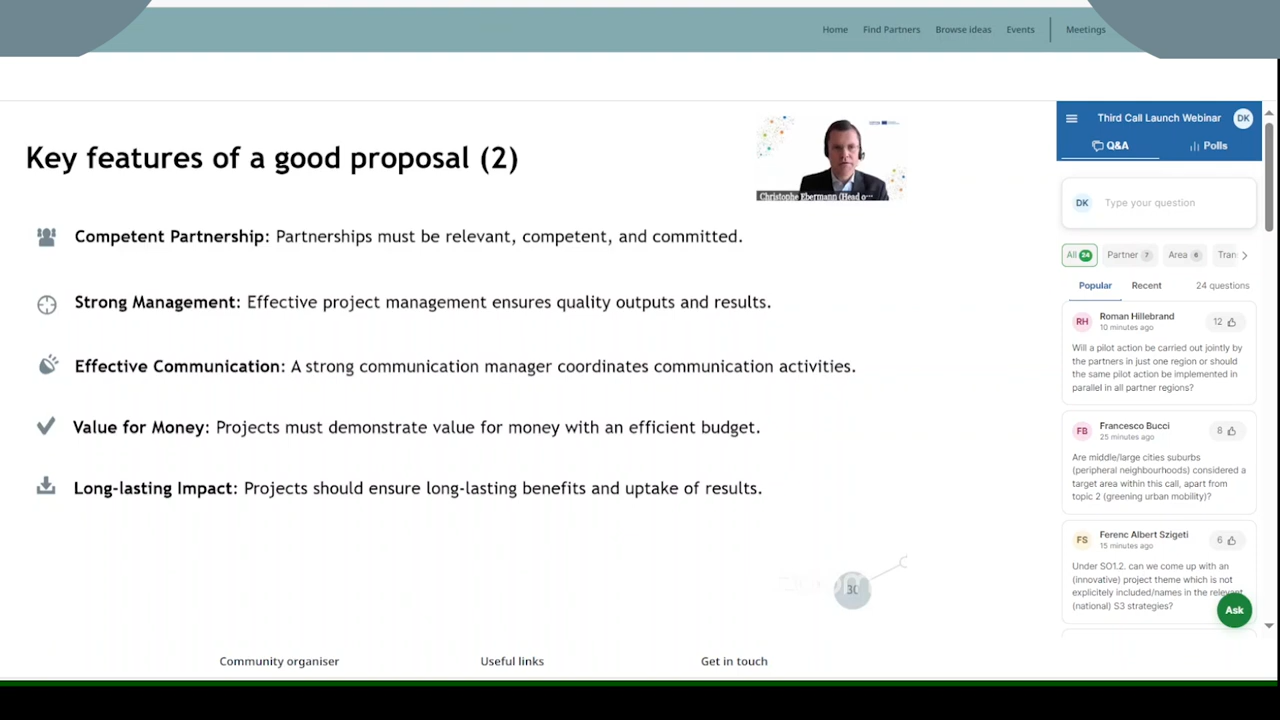 Home Find Partners Browse ideas Events Meetings
Key features of a good proposal (2)
Christophe Ebermann (Head o...
Competent Partnership: Partnerships must be relevant, competent, and committed.
Strong Management: Effective project management ensures quality outputs and results.
Effective Communication: A strong communication manager coordinates communication activities.
Value for Money: Projects must demonstrate value for money with an efficient budget.
Long-lasting Impact: Projects should ensure long-lasting benefits and uptake of results.
30
Third Call Launch Webinar DK
Q&A Polls
DK Type your question
All 24 Partner 7 Area 6 Tran
Popular Recent 24 questions
RH Roman Hillebrand 12
10 minutes ago
Will a pilot action be carried out jointly by
the partners in just one region or should
the same pilot action be implemented in
parallel in all partner regions?
FB Francesco Bucci 8
25 minutes ago
Are middle/large cities suburbs
(peripheral neighbourhoods) considered a
target area within this call, apart from
topic 2 (greening urban mobility)?
FS Ferenc Albert Szigeti 6
15 minutes ago
Under SO1.2. can we come up with an
(innovative) project theme which is not
explicitely included/names in the relevant
(national) S3 strategies?
Ask
Community organiser Useful links Get in touch